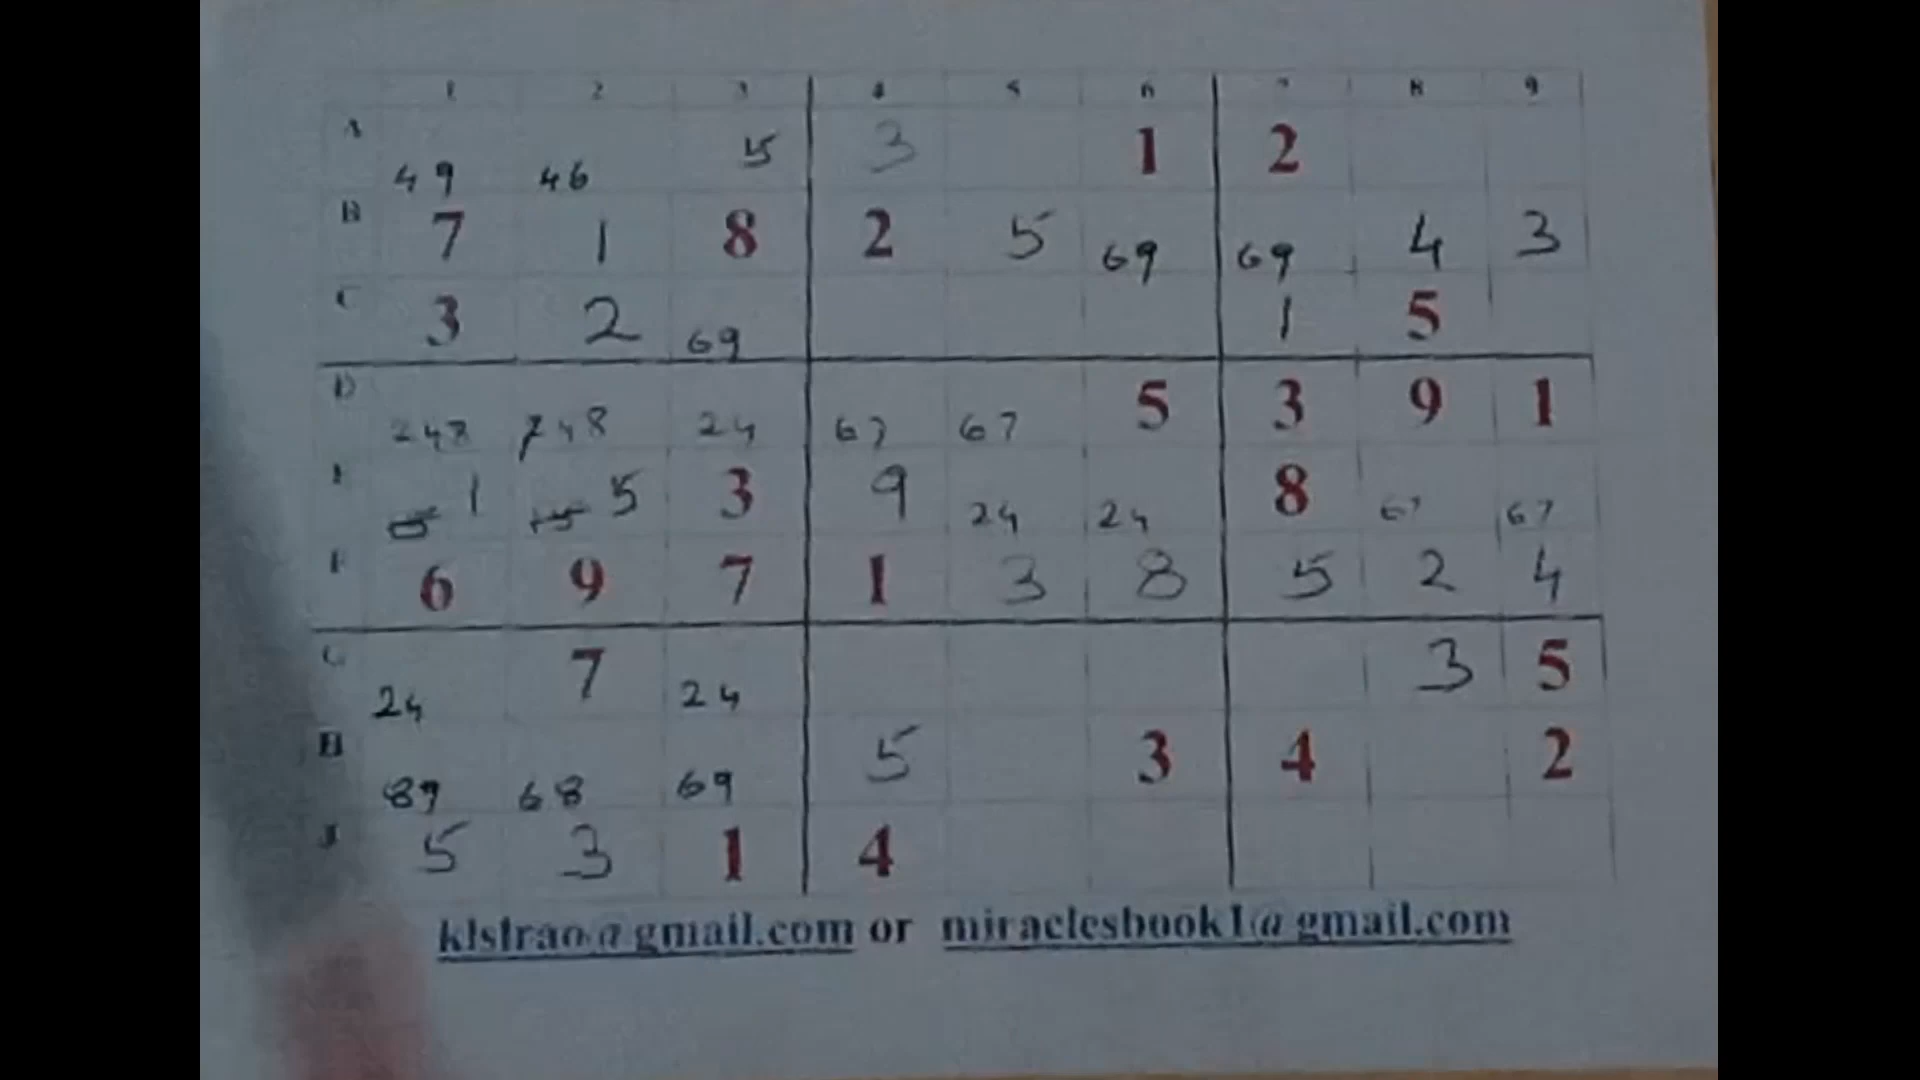 1 2 3 4 5 6 7 8 9
A 49 46 5 3 1 2
B 7 1 8 2 5 69 69 4 3
C 3 2 69 1 5
D 248 248 24 67 67 5 3 9 1
1 5 3 9 24 24 8 67 67
F 6 9 7 1 3 8 5 2 4
G 24 7 24 3 5
H 89 68 69 5 3 4 2
J 5 3 1 4
klslrao@gmail.com or miraclesbook1@gmail.com